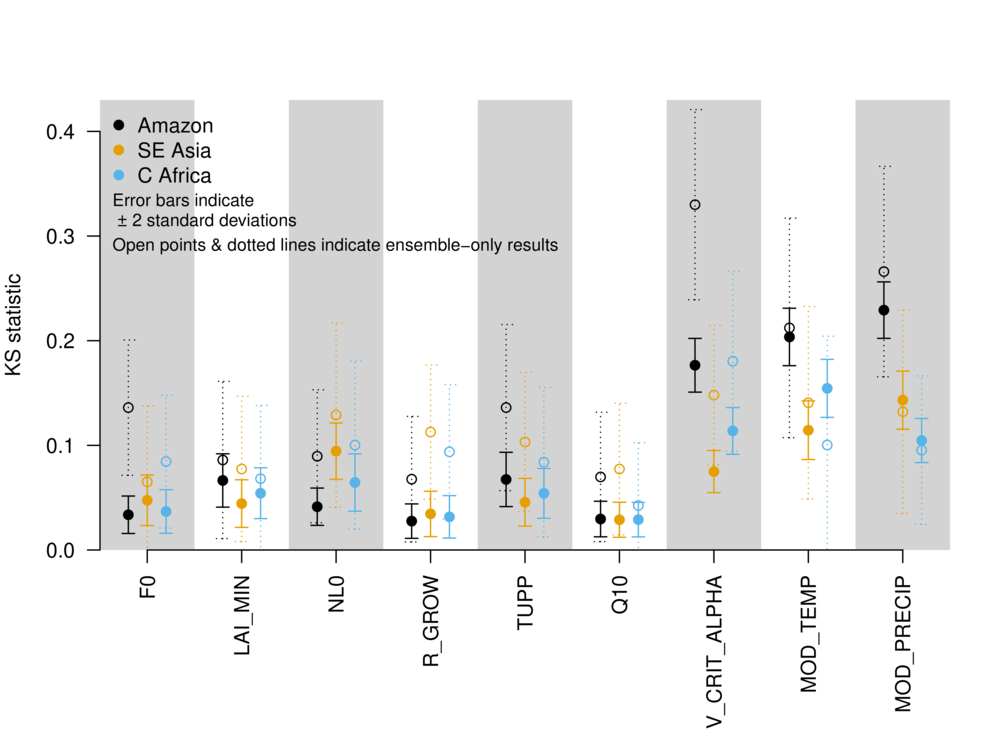 0.4
0.3
0.2
0.1
0.0
KS statistic
Amazon
SE Asia
C Africa
Error bars indicate
± 2 standard deviations
Open points & dotted lines indicate ensemble−only results
F0
LAI_MIN
NL0
R_GROW
TUPP
Q10
V_CRIT_ALPHA
MOD_TEMP
MOD_PRECIP